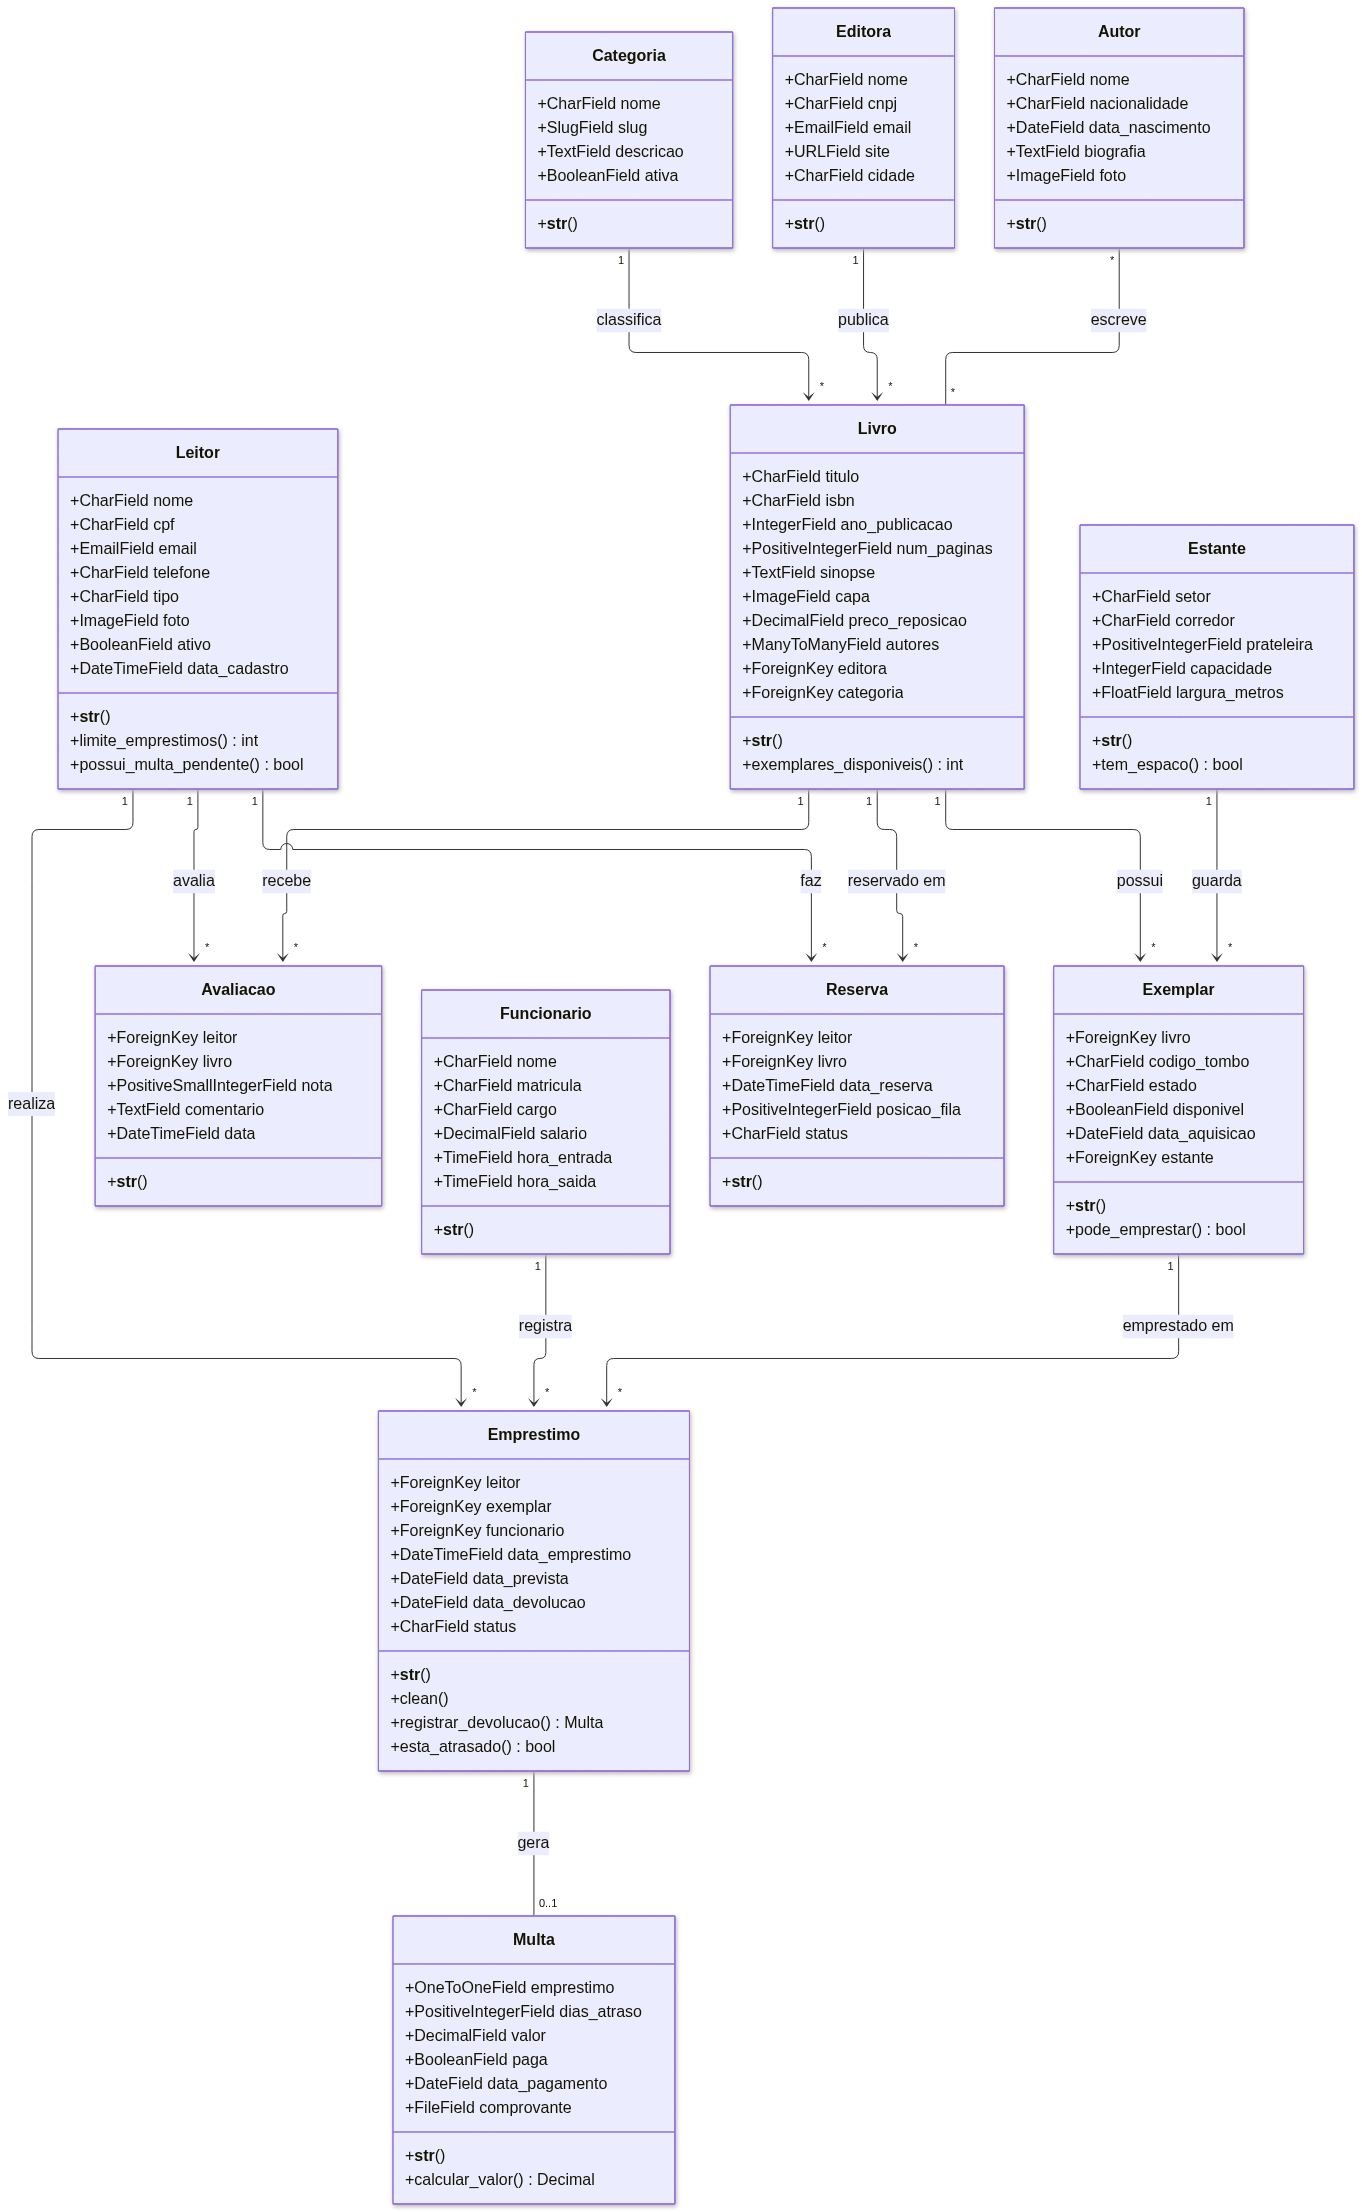 Categoria
+CharField nome
+SlugField slug
+TextField descricao
+BooleanField ativa
+str()
Editora
+CharField nome
+CharField cnpj
+EmailField email
+URLField site
+CharField cidade
+str()
Autor
+CharField nome
+CharField nacionalidade
+DateField data_nascimento
+TextField biografia
+ImageField foto
+str()
1
1
*
classifica
publica
escreve
*
*
*
Leitor
+CharField nome
+CharField cpf
+EmailField email
+CharField telefone
+CharField tipo
+ImageField foto
+BooleanField ativo
+DateTimeField data_cadastro
+str()
+limite_emprestimos() : int
+possui_multa_pendente() : bool
Livro
+CharField titulo
+CharField isbn
+IntegerField ano_publicacao
+PositiveIntegerField num_paginas
+TextField sinopse
+ImageField capa
+DecimalField preco_reposicao
+ManyToManyField autores
+ForeignKey editora
+ForeignKey categoria
+str()
+exemplares_disponiveis() : int
Estante
+CharField setor
+CharField corredor
+PositiveIntegerField prateleira
+IntegerField capacidade
+FloatField largura_metros
+str()
+tem_espaco() : bool
1
1
1
1
1
1
1
avalia
recebe
faz
reservado em
possui
guarda
*
*
*
*
*
*
realiza
Avaliacao
+ForeignKey leitor
+ForeignKey livro
+PositiveSmallIntegerField nota
+TextField comentario
+DateTimeField data
+str()
Funcionario
+CharField nome
+CharField matricula
+CharField cargo
+DecimalField salario
+TimeField hora_entrada
+TimeField hora_saida
+str()
Reserva
+ForeignKey leitor
+ForeignKey livro
+DateTimeField data_reserva
+PositiveIntegerField posicao_fila
+CharField status
+str()
Exemplar
+ForeignKey livro
+CharField codigo_tombo
+CharField estado
+BooleanField disponivel
+DateField data_aquisicao
+ForeignKey estante
+str()
+pode_emprestar() : bool
1
1
registra
emprestado em
*
*
*
Emprestimo
+ForeignKey leitor
+ForeignKey exemplar
+ForeignKey funcionario
+DateTimeField data_emprestimo
+DateField data_prevista
+DateField data_devolucao
+CharField status
+str()
+clean()
+registrar_devolucao() : Multa
+esta_atrasado() : bool
1
gera
0..1
Multa
+OneToOneField emprestimo
+PositiveIntegerField dias_atraso
+DecimalField valor
+BooleanField paga
+DateField data_pagamento
+FileField comprovante
+str()
+calcular_valor() : Decimal